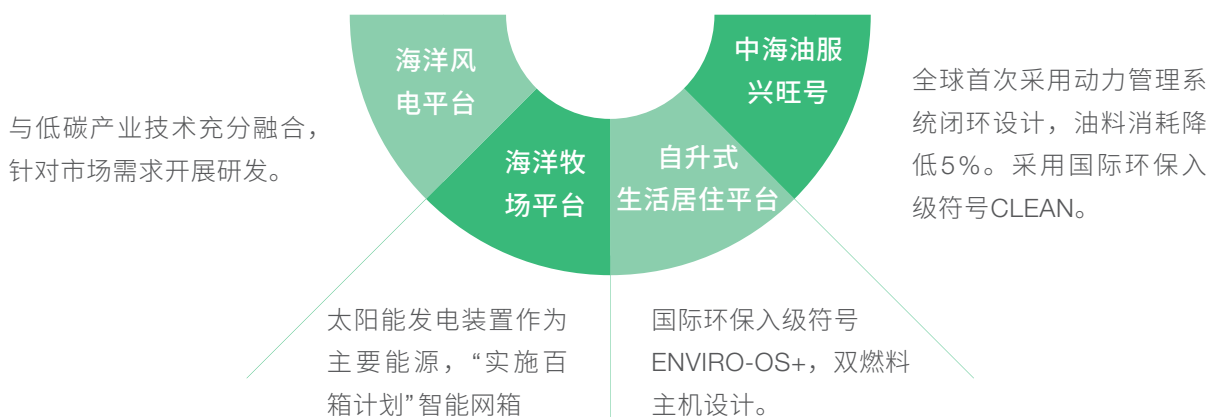 海洋风
电平台
与低碳产业技术充分融合，
针对市场需求开展研发。
海洋牧
场平台
太阳能发电装置作为
主要能源，“实施百
箱计划”智能网箱
自升式
生活居住平台
国际环保入级符号
ENVIRO-OS+，双燃料
主机设计。
中海油服
兴旺号
全球首次采用动力管理系
统闭环设计，油料消耗降
低5%。采用国际环保入
级符号CLEAN。